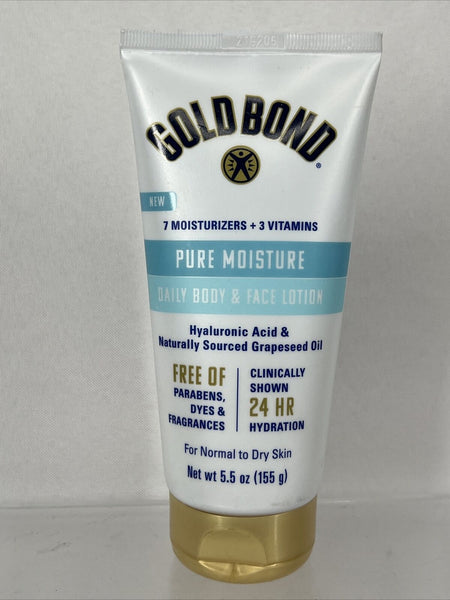 GOLD BOND®
NEW
7 MOISTURIZERS + 3 VITAMINS
PURE MOISTURE
DAILY BODY & FACE LOTION
Hyaluronic Acid &
Naturally Sourced Grapeseed Oil
FREE OF
PARABENS,
DYES &
FRAGRANCES
CLINICALLY
SHOWN
24 HR
HYDRATION
For Normal to Dry Skin
Net wt 5.5 oz (155 g)